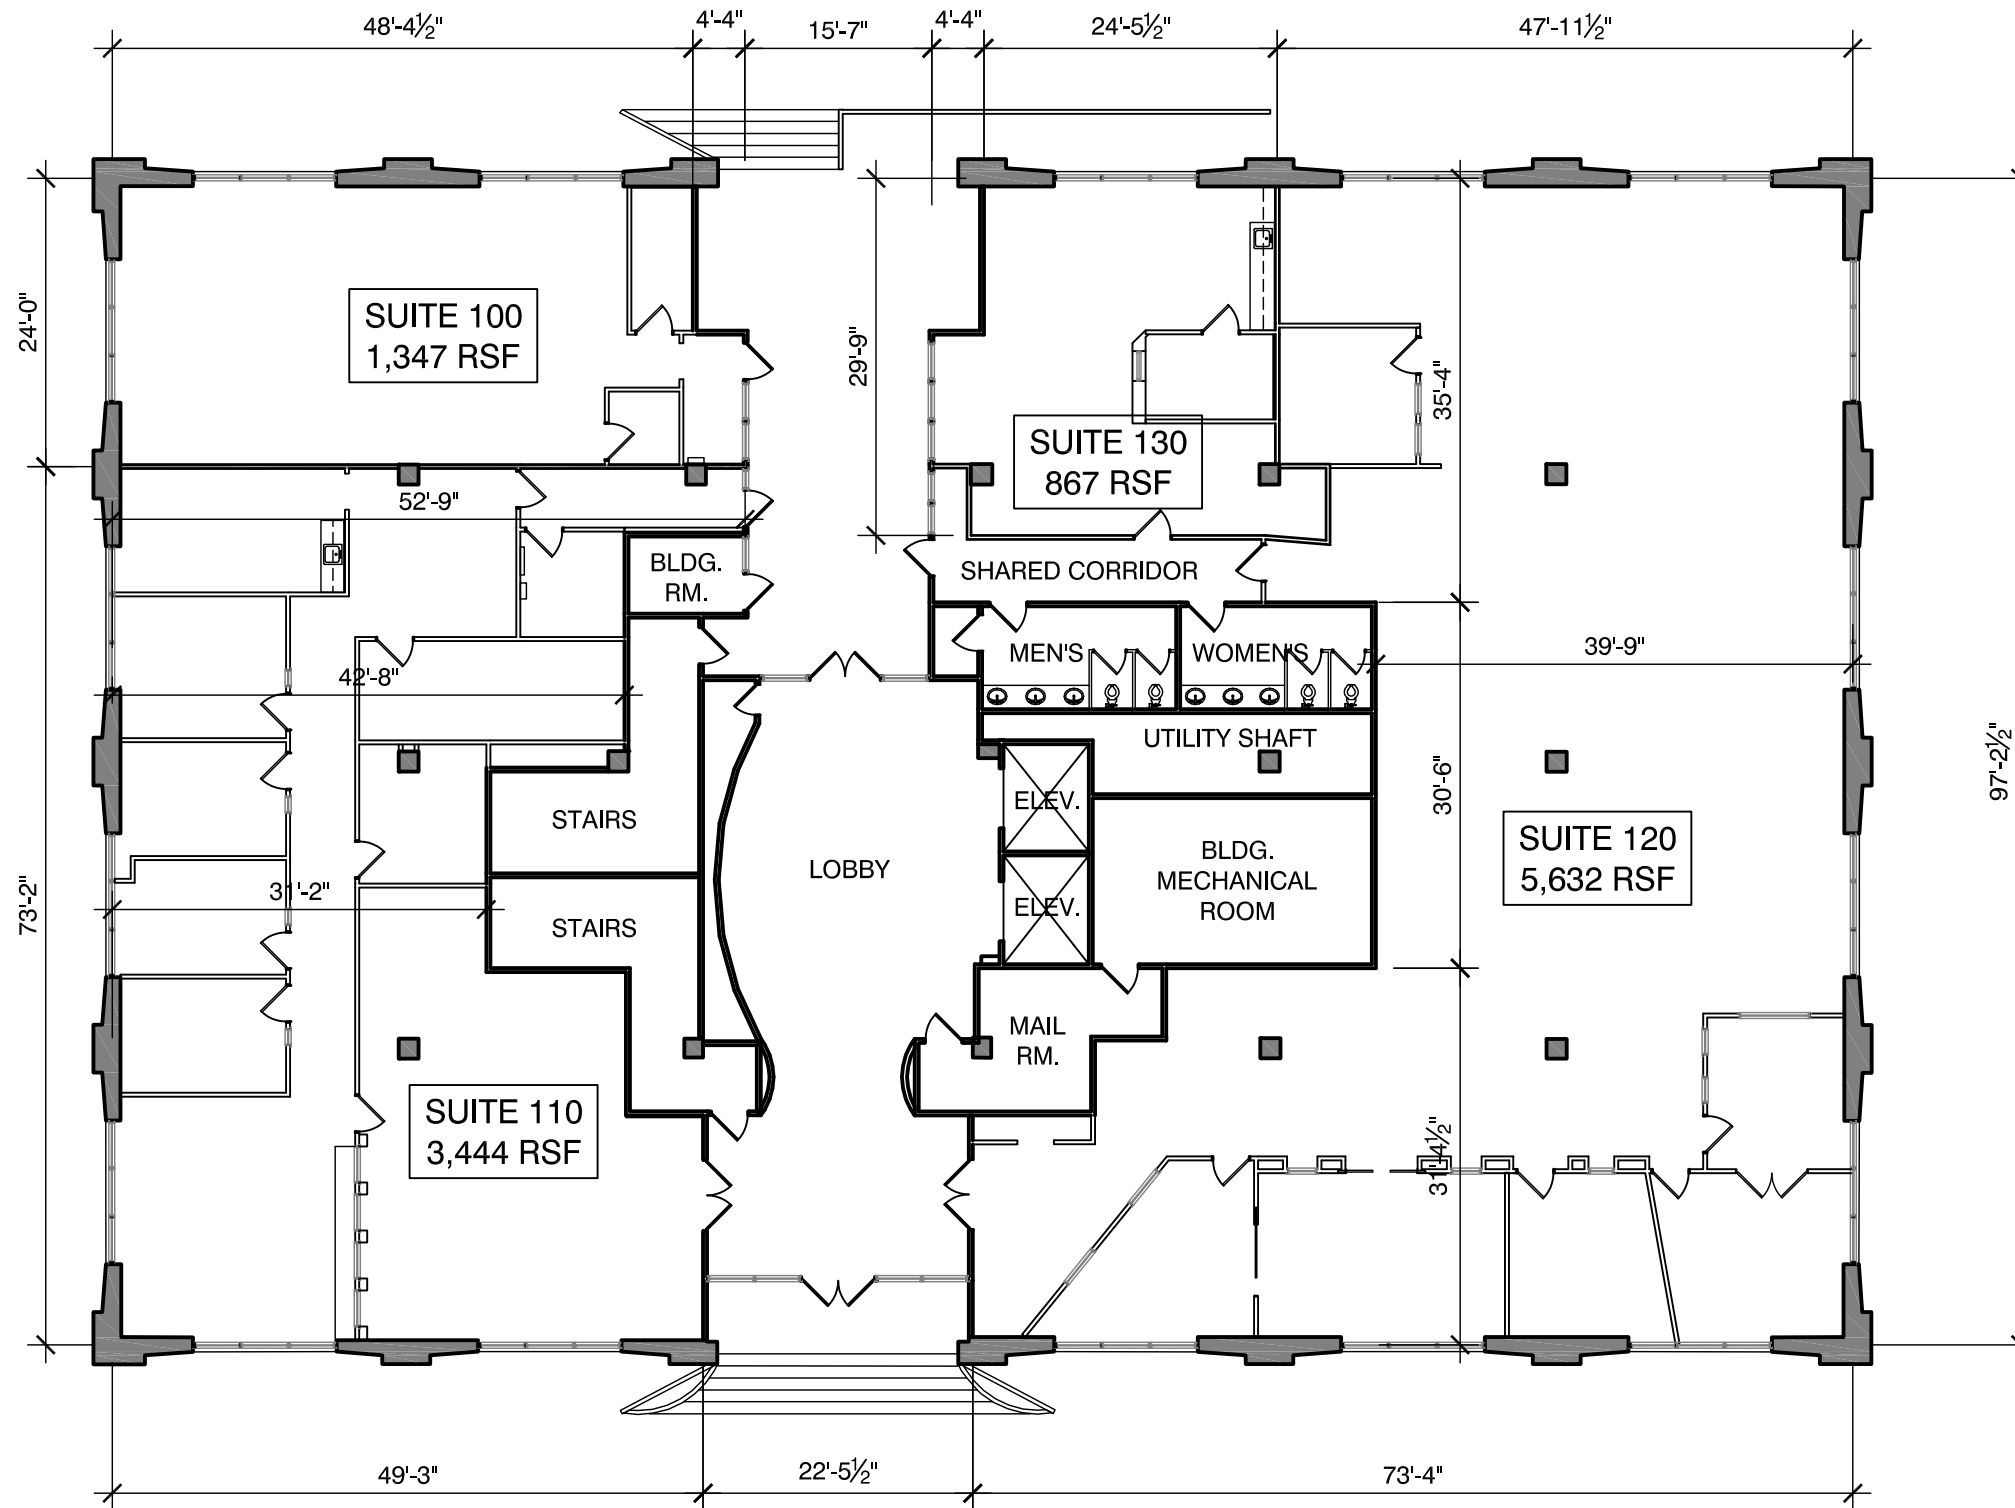 48'-4½"
4'-4"
15'-7"
4'-4"
24'-5½"
47'-11½"
24'-0"
SUITE 100
1,347 RSF
29'-9"
35'-4"
SUITE 130
867 RSF
52'-9"
BLDG.
RM.
SHARED CORRIDOR
MEN'S
WOMEN'S
39'-9"
42'-8"
UTILITY SHAFT
97'-2½"
30'-6"
ELEV.
STAIRS
SUITE 120
5,632 RSF
LOBBY
BLDG.
MECHANICAL
ROOM
73'-2"
31'-2"
ELEV.
STAIRS
MAIL
RM.
SUITE 110
3,444 RSF
31'-4½"
49'-3"
22'-5½"
73'-4"